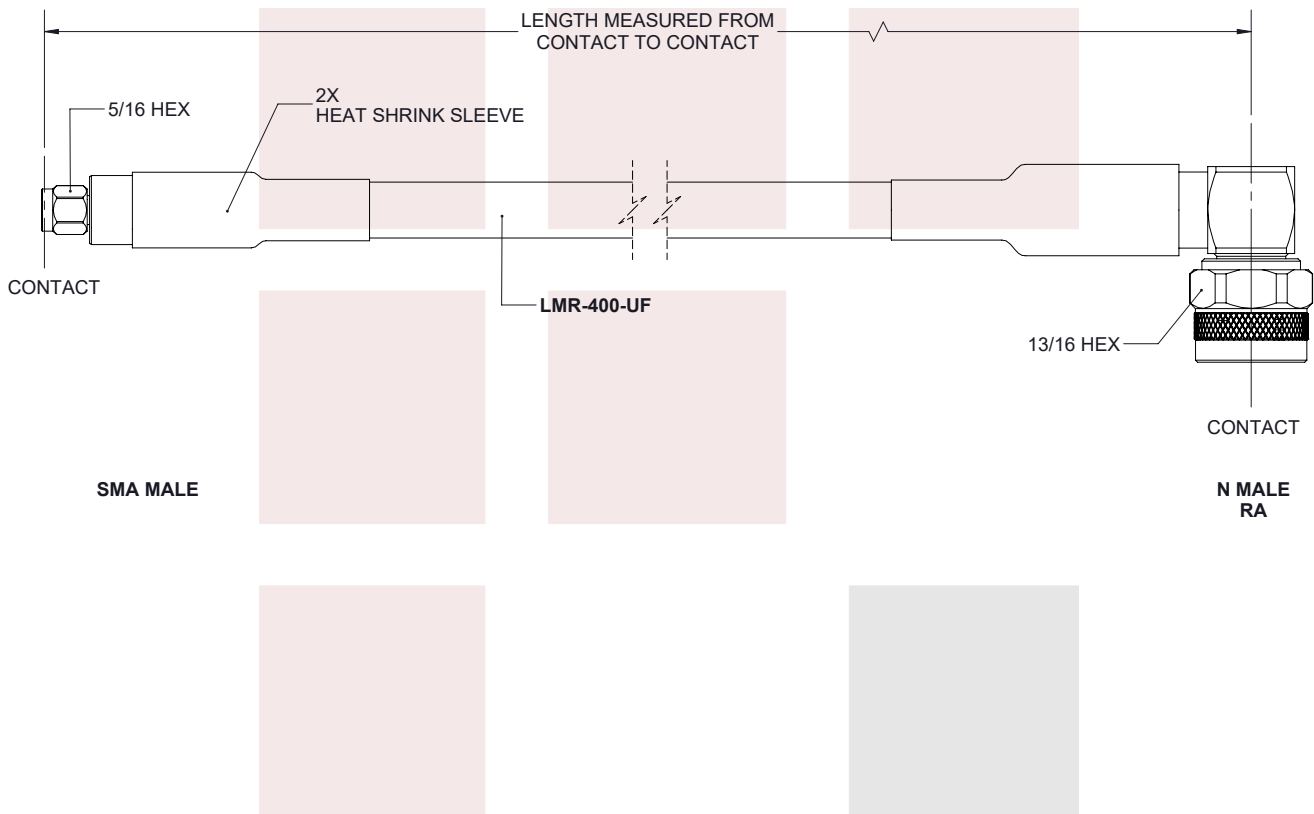 LENGTH MEASURED FROM
CONTACT TO CONTACT
5/16 HEX
2X
HEAT SHRINK SLEEVE
CONTACT
LMR-400-UF
13/16 HEX
CONTACT
SMA MALE
N MALE
RA